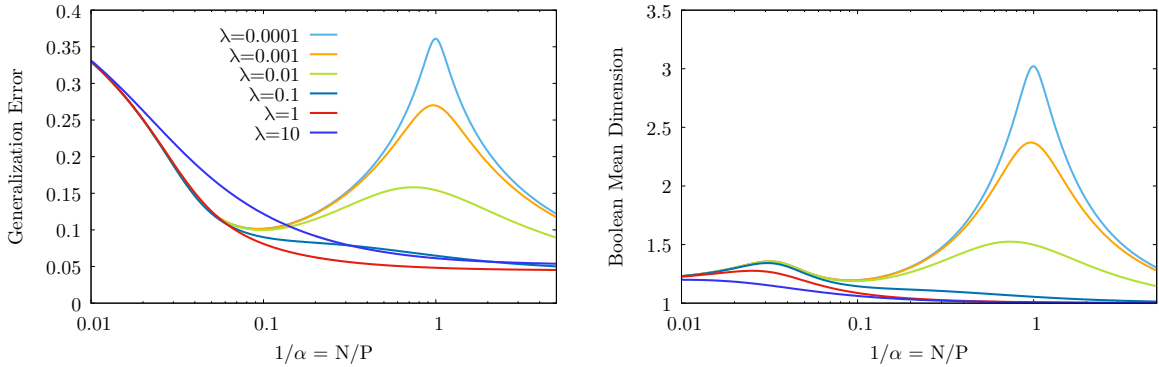 Generalization Error
0.4
0.35
0.3
0.25
0.2
0.15
0.1
0.05
0
λ=0.0001
λ=0.001
λ=0.01
λ=0.1
λ=1
λ=10
0.01
0.1
1
1/α = N/P
Boolean Mean Dimension
3.5
3
2.5
2
1.5
1
0.01
0.1
1
1/α = N/P